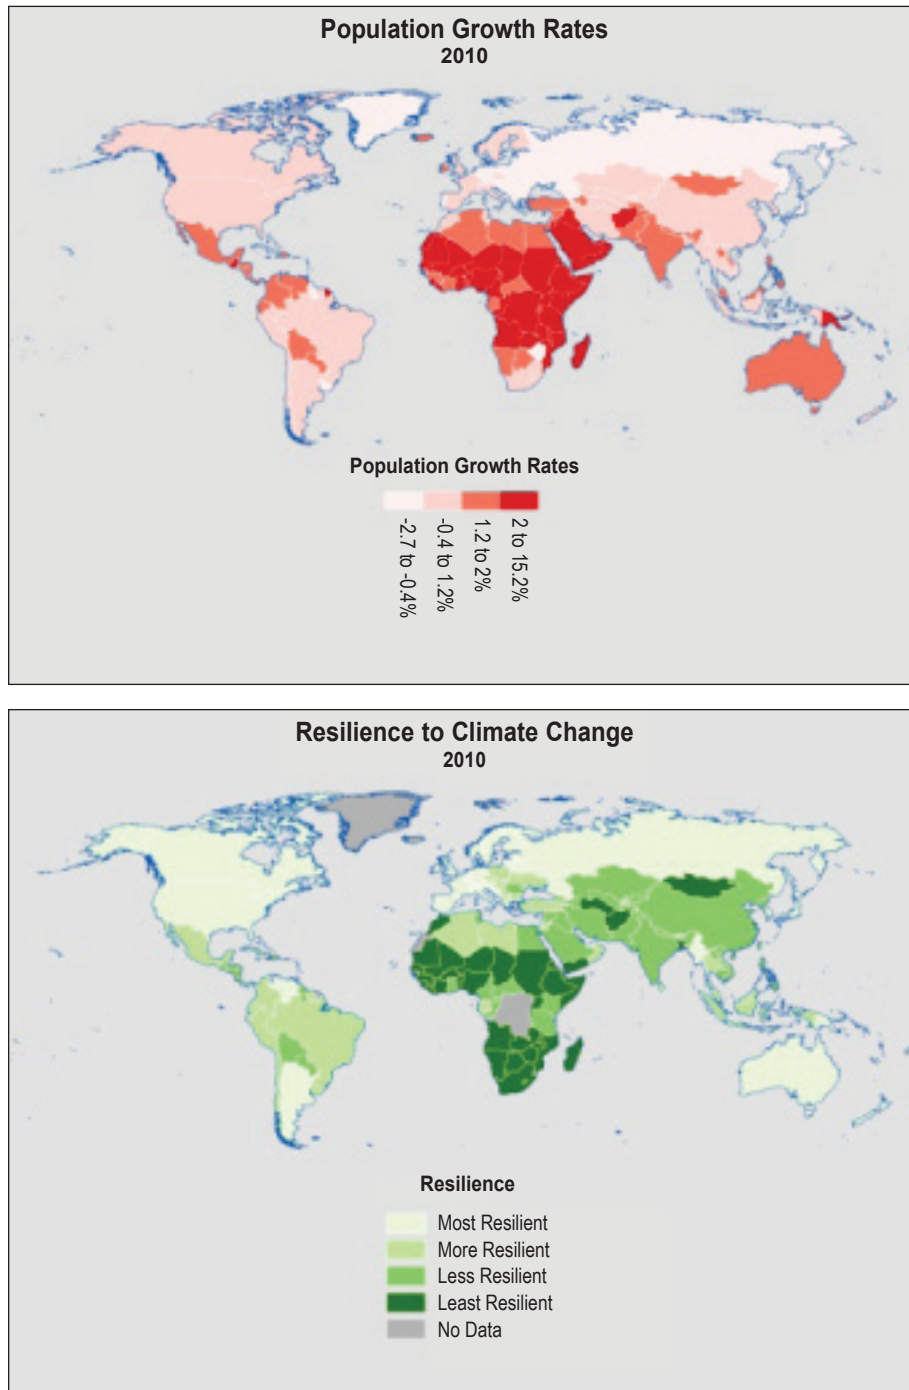 Population Growth Rates
2010
Population Growth Rates
-2.7 to -0.4%
-0.4 to 1.2%
1.2 to 2%
2 to 15.2%
Resilience to Climate Change
2010
Resilience
Most Resilient
More Resilient
Less Resilient
Least Resilient
No Data